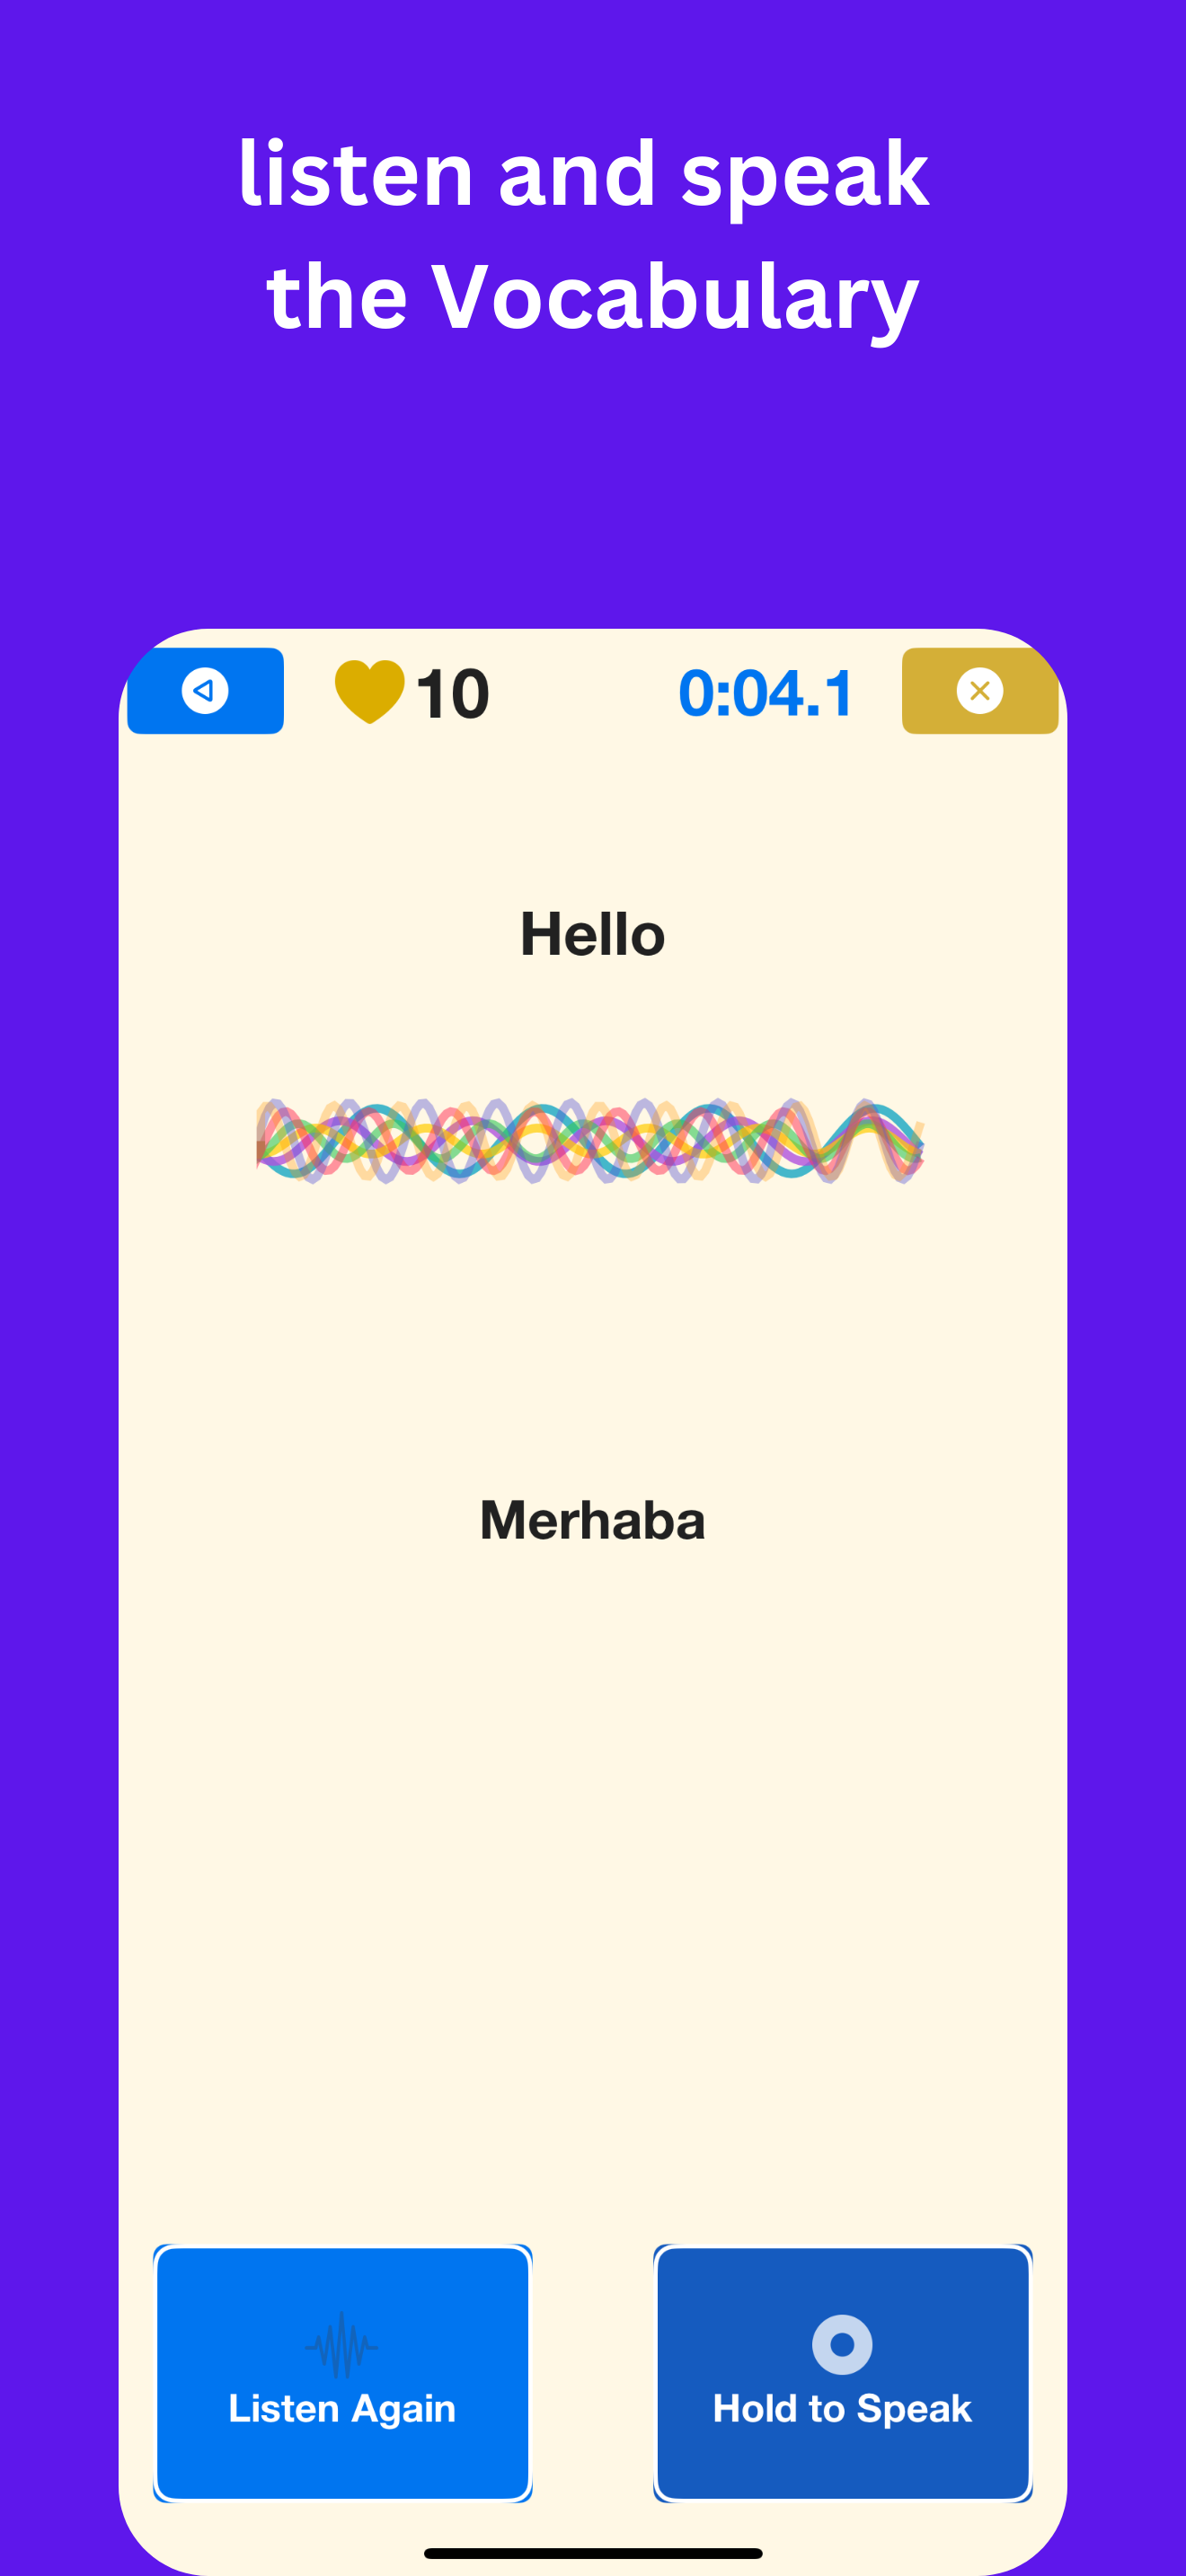 listen and speak
the Vocabulary
10
0:04.1
Hello
Merhaba
Listen Again
Hold to Speak